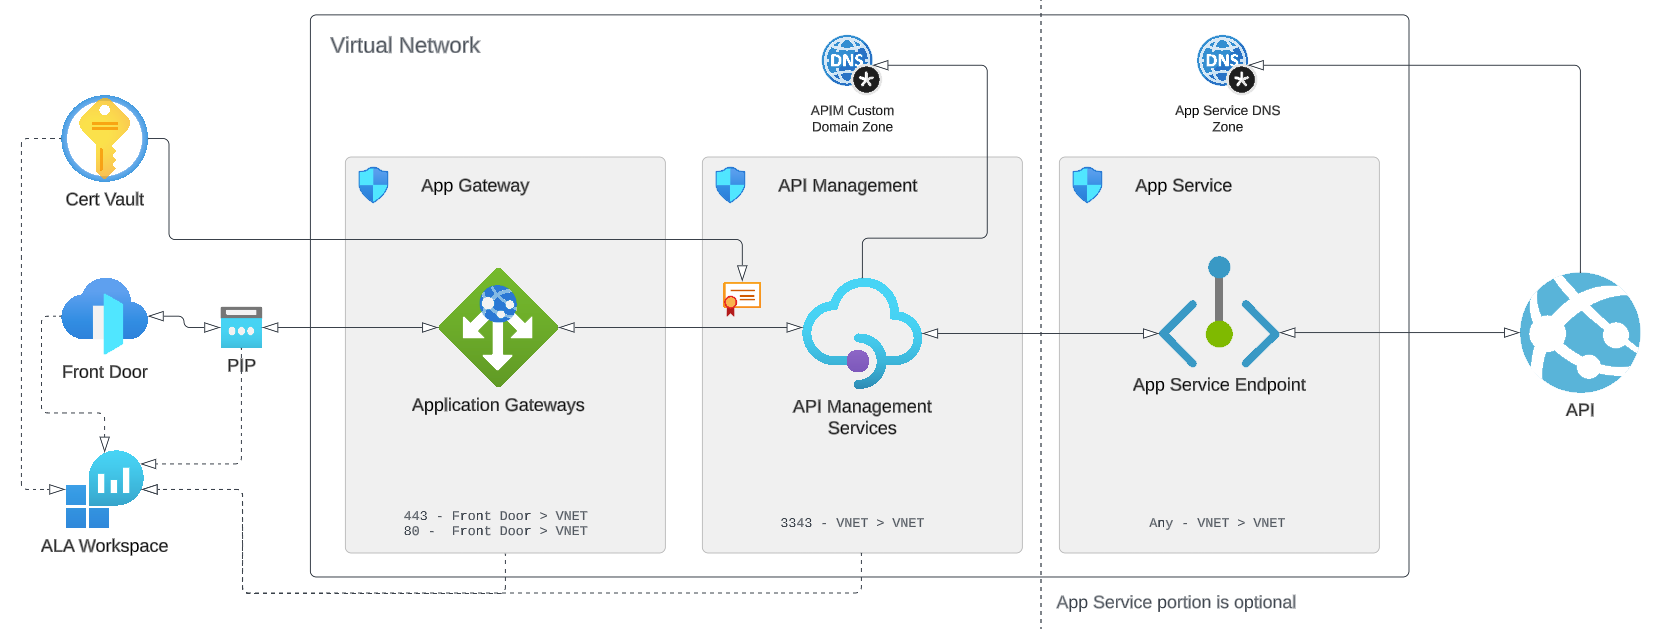 Virtual Network
DNS
*
APIM Custom
Domain Zone
DNS
*
App Service DNS
Zone
Cert Vault
App Gateway
API Management
App Service
Front Door
PIP
Application Gateways
API Management
Services
App Service Endpoint
API
ALA Workspace
443 - Front Door > VNET
80 -  Front Door > VNET
3343 - VNET > VNET
Any - VNET > VNET
App Service portion is optional